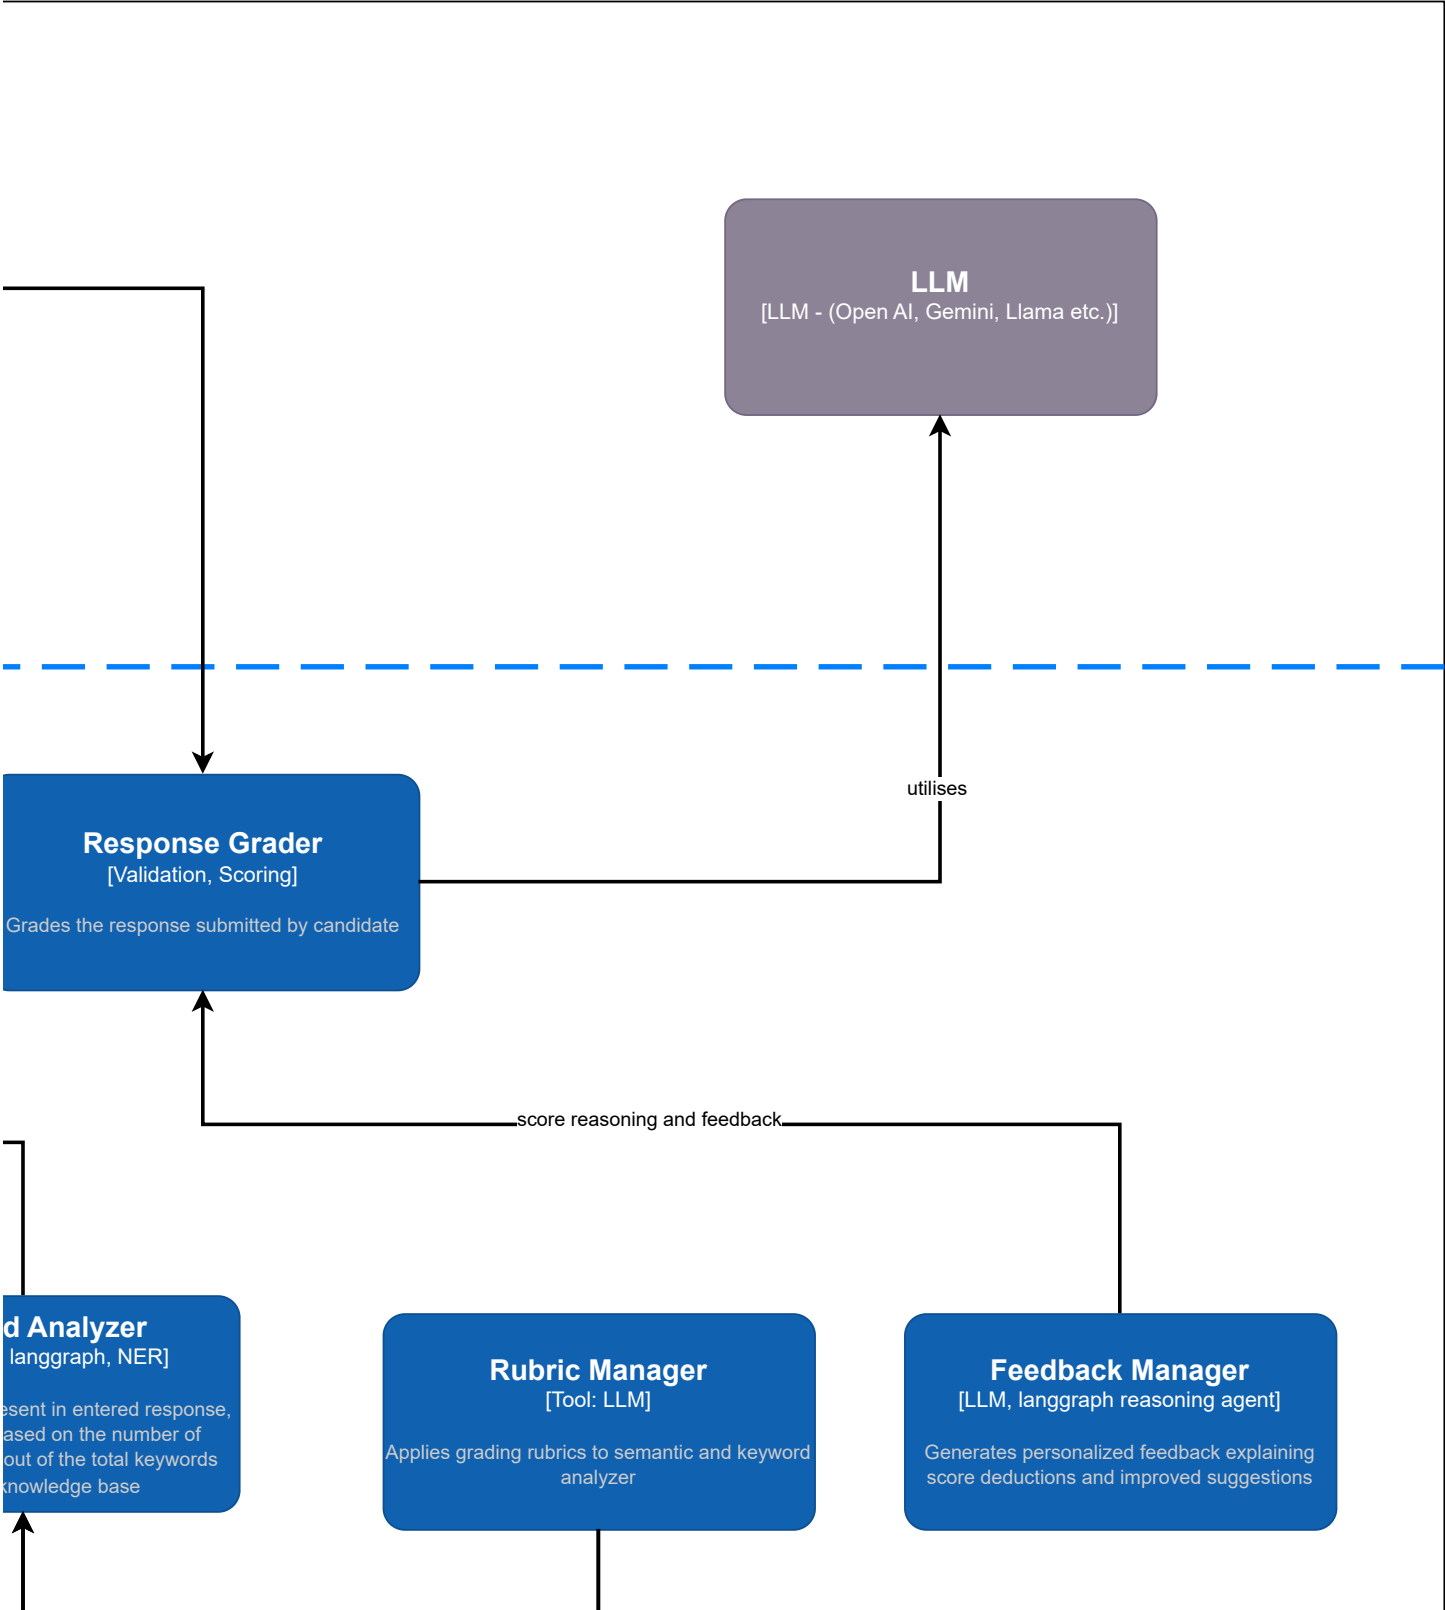 LLM
[LLM - (Open AI, Gemini, Llama etc.)]
utilises
Response Grader
[Validation, Scoring]
Grades the response submitted by candidate
score reasoning and feedback
d Analyzer
langgraph, NER]
esent in entered response,
ased on the number of
out of the total keywords
knowledge base
Rubric Manager
[Tool: LLM]
Applies grading rubrics to semantic and keyword
analyzer
Feedback Manager
[LLM, langgraph reasoning agent]
Generates personalized feedback explaining
score deductions and improved suggestions